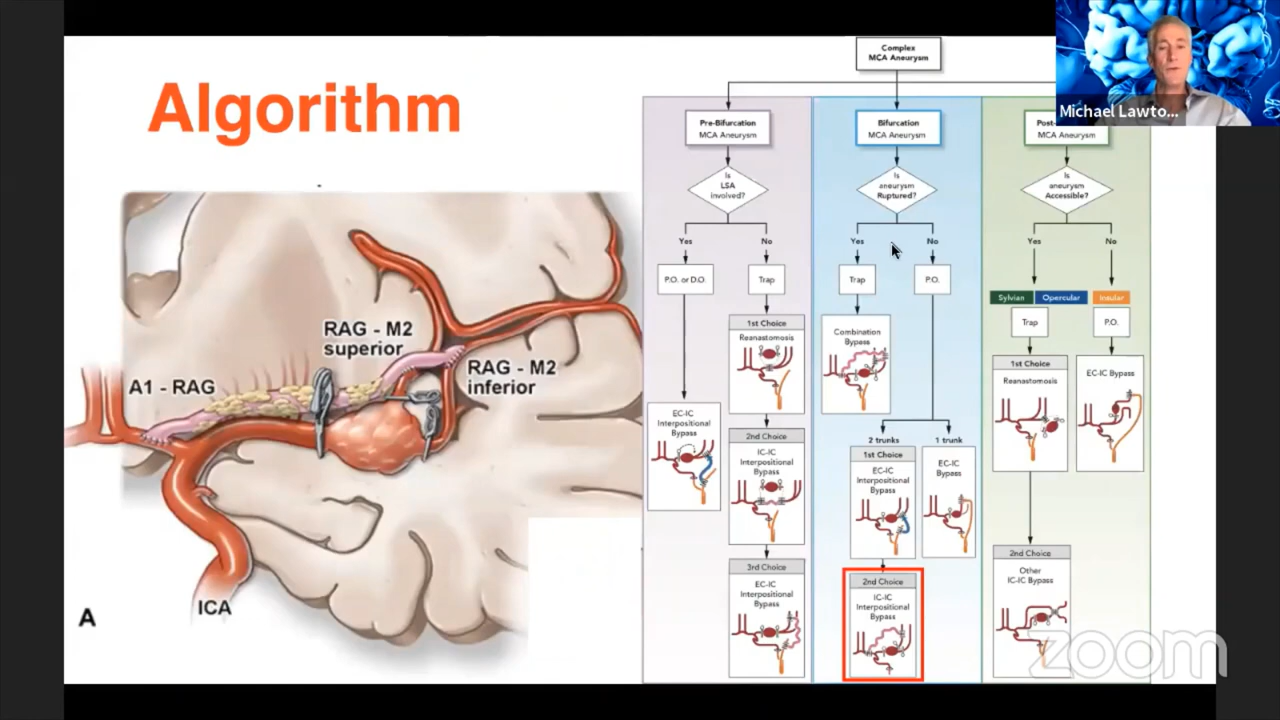 Algorithm
RAG - M2
superior
A1 - RAG
RAG - M2
inferior
ICA
A
Complex
MCA Aneurysm
Pre-Bifurcation
MCA Aneurysm
Is
LSA
involved?
Yes
No
P.O. or D.O.
Trap
1st Choice
Reanastomosis
EC-IC
Interpositional
Bypass
2nd Choice
IC-IC
Interpositional
Bypass
3rd Choice
EC-IC
Interpositional
Bypass
Bifurcation
MCA Aneurysm
Is
aneurysm
Ruptured?
Yes
No
Trap
P.O.
Combination
Bypass
2 trunks
1 trunk
1st Choice
EC-IC
Interpositional
Bypass
EC-IC
Bypass
2nd Choice
IC-IC
Interpositional
Bypass
Post-
MCA Aneurysm
Is
aneurysm
Accessible?
Yes
No
Sylvian
Opercular
Insular
Trap
P.O.
1st Choice
Reanastomosis
EC-IC Bypass
2nd Choice
Other
IC-IC Bypass
Michael Lawto...
zoom